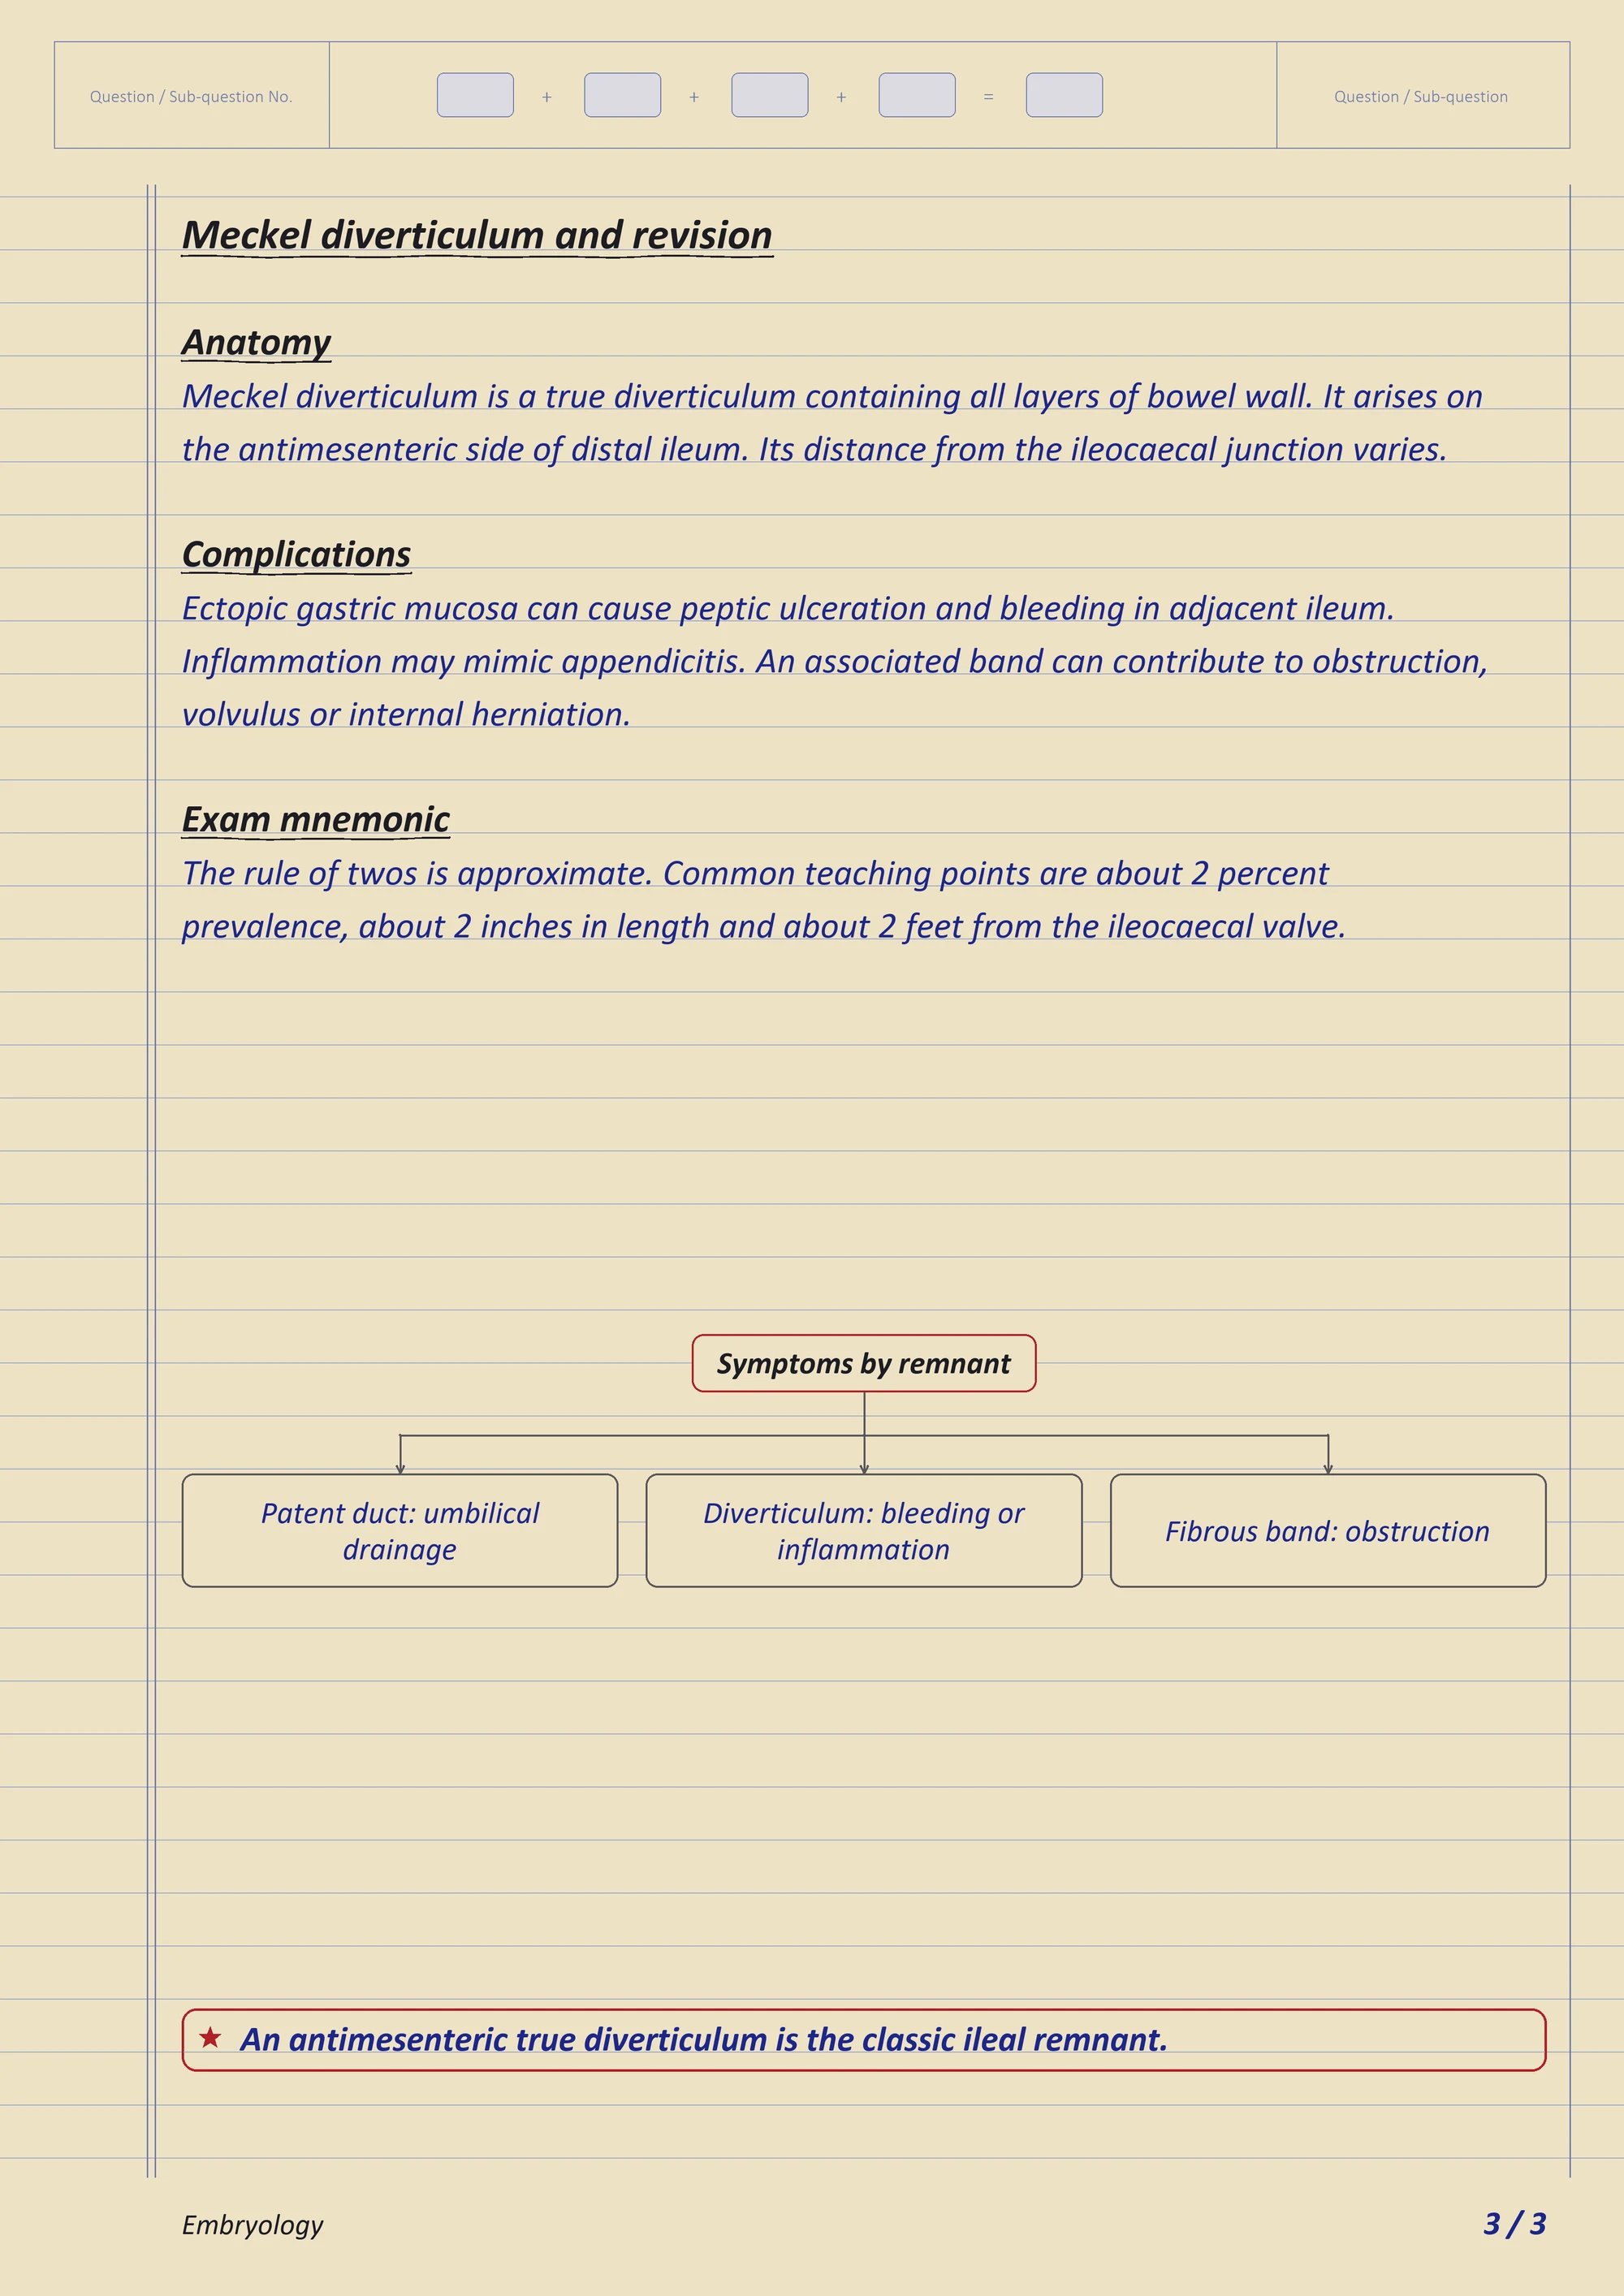 Question / Sub-question No.
+ + + =
Question / Sub-question
Meckel diverticulum and revision
Anatomy
Meckel diverticulum is a true diverticulum containing all layers of bowel wall. It arises on
the antimesenteric side of distal ileum. Its distance from the ileocaecal junction varies.
Complications
Ectopic gastric mucosa can cause peptic ulceration and bleeding in adjacent ileum.
Inflammation may mimic appendicitis. An associated band can contribute to obstruction,
volvulus or internal herniation.
Exam mnemonic
The rule of twos is approximate. Common teaching points are about 2 percent
prevalence, about 2 inches in length and about 2 feet from the ileocaecal valve.
Symptoms by remnant
Patent duct: umbilical
drainage
Diverticulum: bleeding or
inflammation
Fibrous band: obstruction
★ An antimesenteric true diverticulum is the classic ileal remnant.
Embryology
3 / 3